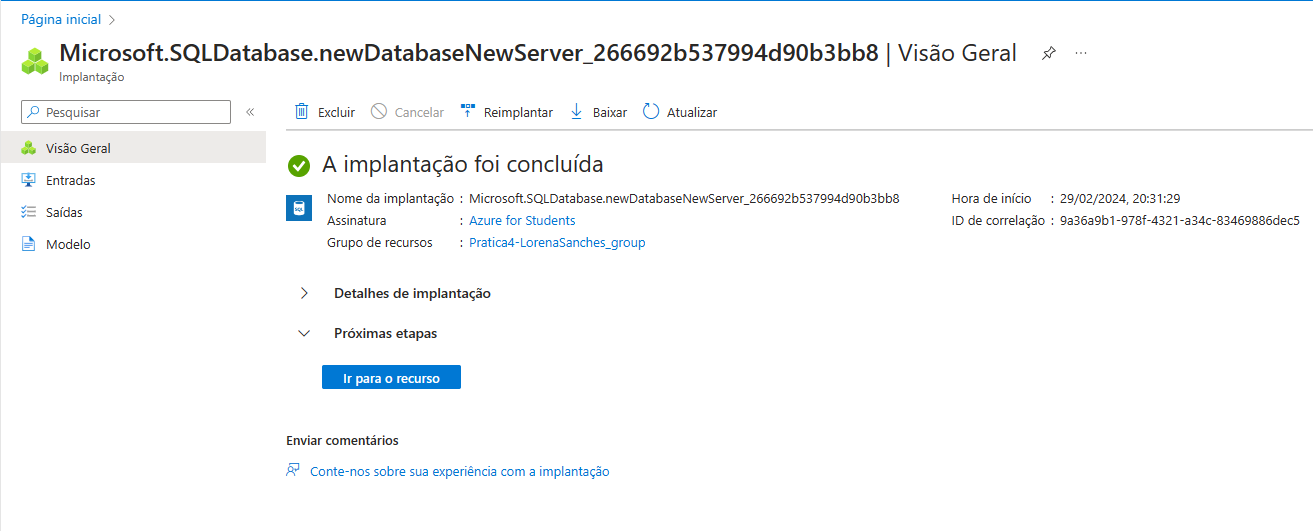 Página inicial >
Microsoft.SQLDatabase.newDatabaseNewServer_266692b537994d90b3bb8 | Visão Geral ...
Implantação
Pesquisar «
Excluir Cancelar Reimplantar Baixar Atualizar
Visão Geral
Entradas
Saídas
Modelo
A implantação foi concluída
SQL
Nome da implantação : Microsoft.SQLDatabase.newDatabaseNewServer_266692b537994d90b3bb8
Assinatura : Azure for Students
Grupo de recursos : Pratica4-LorenaSanches_group
Hora de início : 29/02/2024, 20:31:29
ID de correlação : 9a36a9b1-978f-4321-a34c-83469886dec5
Detalhes de implantação
Próximas etapas
Ir para o recurso
Enviar comentários
Conte-nos sobre sua experiência com a implantação